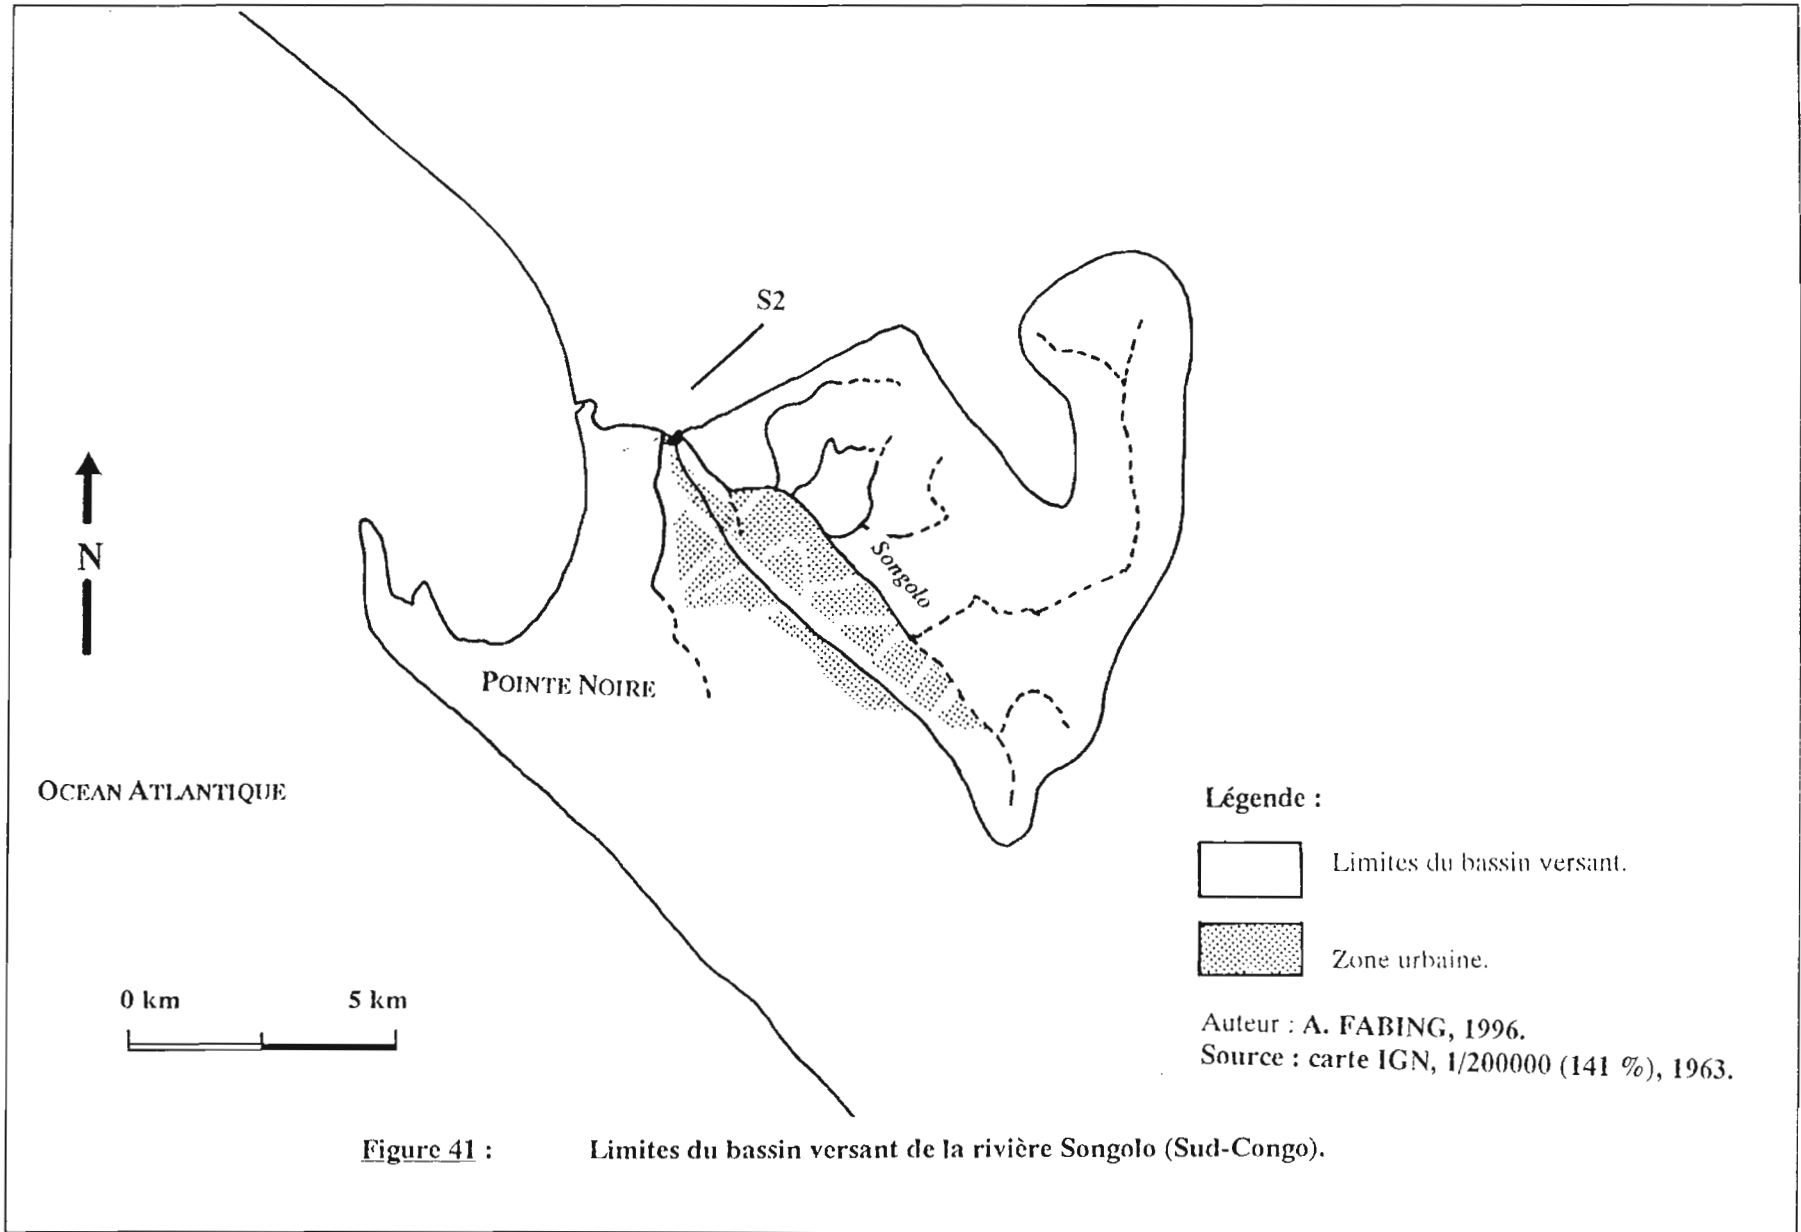 S2
N
Songolo
POINTE NOIRE
OCEAN ATLANTIQUE
Légende :
Limites du bassin versant.
Zone urbaine.
0 km 5 km
Auteur : A. FABING, 1996.
Source : carte IGN, 1/200000 (141 %), 1963.
Figure 41 : Limites du bassin versant de la rivière Songolo (Sud-Congo).